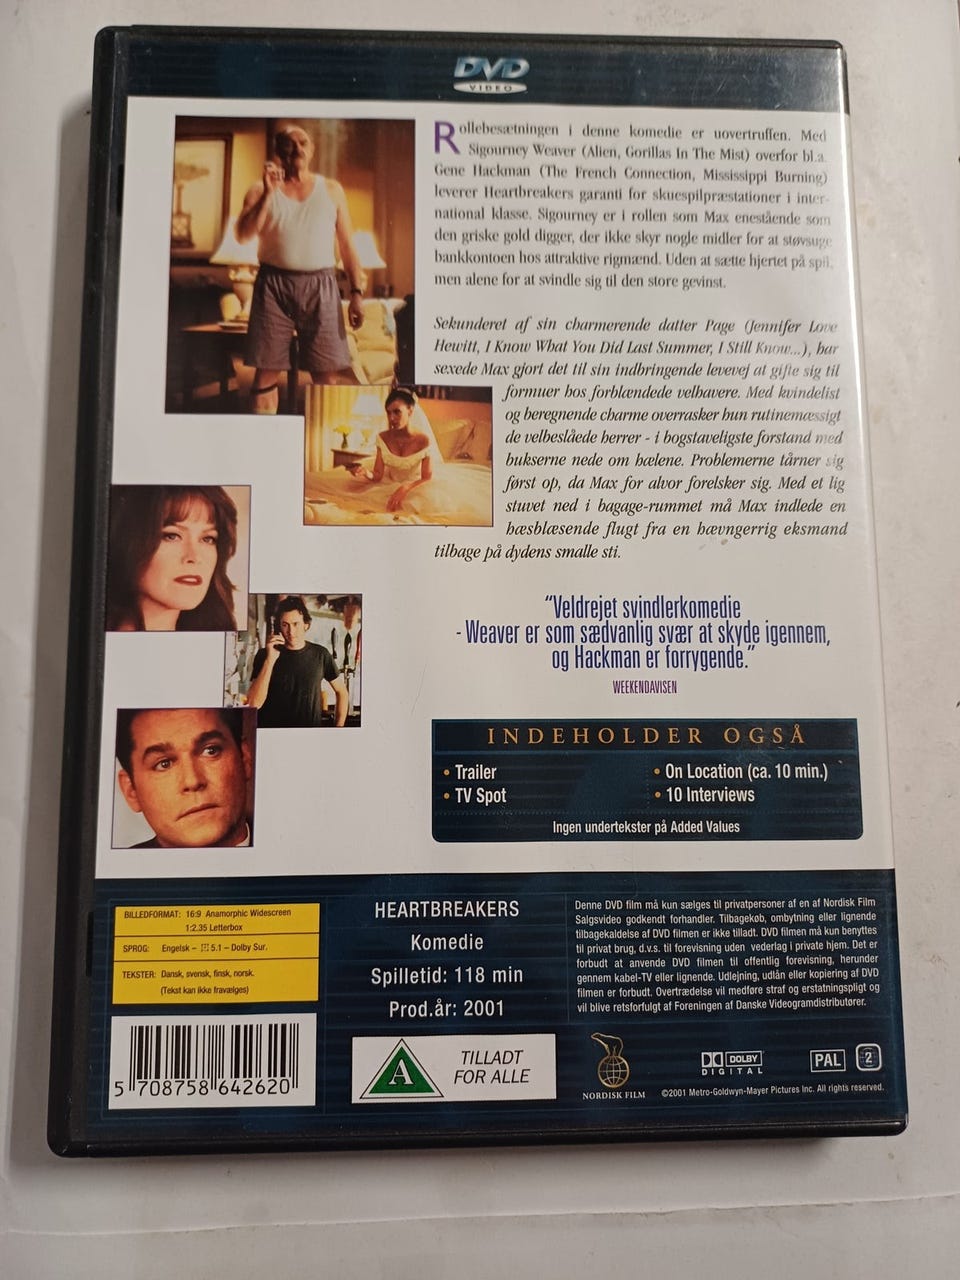 DVD
VIDEO
Rollebesætningen i denne komedie er uovertruffen. Med
Sigourney Weaver (Alien, Gorillas In The Mist) overfor bl.a.
Gene Hackman (The French Connection, Mississippi Burning)
leverer Heartbreakers garanti for skuespilpræstationer i inter-
national klasse. Sigourney er i rollen som Max enestående som
den griske gold digger, der ikke skyr nogle midler for at støvsuge
bankkontoen hos attraktive rigmænd. Uden at sætte hjertet på spil,
men alene for at svindle sig til den store gevinst.
Sekunderet af sin charmerende datter Page (Jennifer Love
Hewitt, I Know What You Did Last Summer, I Still Know...), har
sexede Max gjort det til sin indbringende levevej at gifte sig til
formuer hos forblændede velhavere. Med kvindelist
og beregnende charme overrasker hun rutinemæssigt
de velbeslåede herrer - i bogstaveligste forstand med
bukserne nede om hælene. Problemerne tårner sig
først op, da Max for alvor forelsker sig. Med et lig
stuvet ned i bagage-rummet må Max indlede en
hæsblæsende flugt fra en hævngerrig eksmand
tilbage på dydens smalle sti.
"Veldrejet svindlerkomedie
- Weaver er som sædvanlig svær at skyde igennem,
og Hackman er forrygende."
WEEKENDAVISEN
INDEHOLDER OGSÅ
• Trailer
• TV Spot
• On Location (ca. 10 min.)
• 10 Interviews
Ingen undertekster på Added Values
BILLEDFORMAT: 16:9 Anamorphic Widescreen
1:2.35 Letterbox
SPROG: Engelsk - 5.1 - Dolby Sur.
TEKSTER: Dansk, svensk, finsk, norsk.
(Tekst kan ikke fravælges)
5 708758 642620
HEARTBREAKERS
Komedie
Spilletid: 118 min
Prod.år: 2001
A
TILLADT
FOR ALLE
Denne DVD film må kun sælges til privatpersoner af en af Nordisk Film
Salgsvideo godkendt forhandler. Tilbagekøb, ombytning eller lignende
tilbagekaldelse af DVD filmen er ikke tilladt. DVD filmen må kun benyttes
til privat brug, d.v.s. til forevisning uden vederlag i private hjem. Det er
forbudt at anvende DVD filmen til offentlig forevisning, herunder
gennem kabel-TV eller lignende. Udlejning, udlån eller kopiering af DVD
filmen er forbudt. Overtrædelse vil medføre straf og erstatningspligt og
vil blive retsforfulgt af Foreningen af Danske Videogramdistributører.
NORDISK FILM
DOLBY
DIGITAL
PAL
2
©2001 Metro-Goldwyn-Mayer Pictures Inc. All rights reserved.